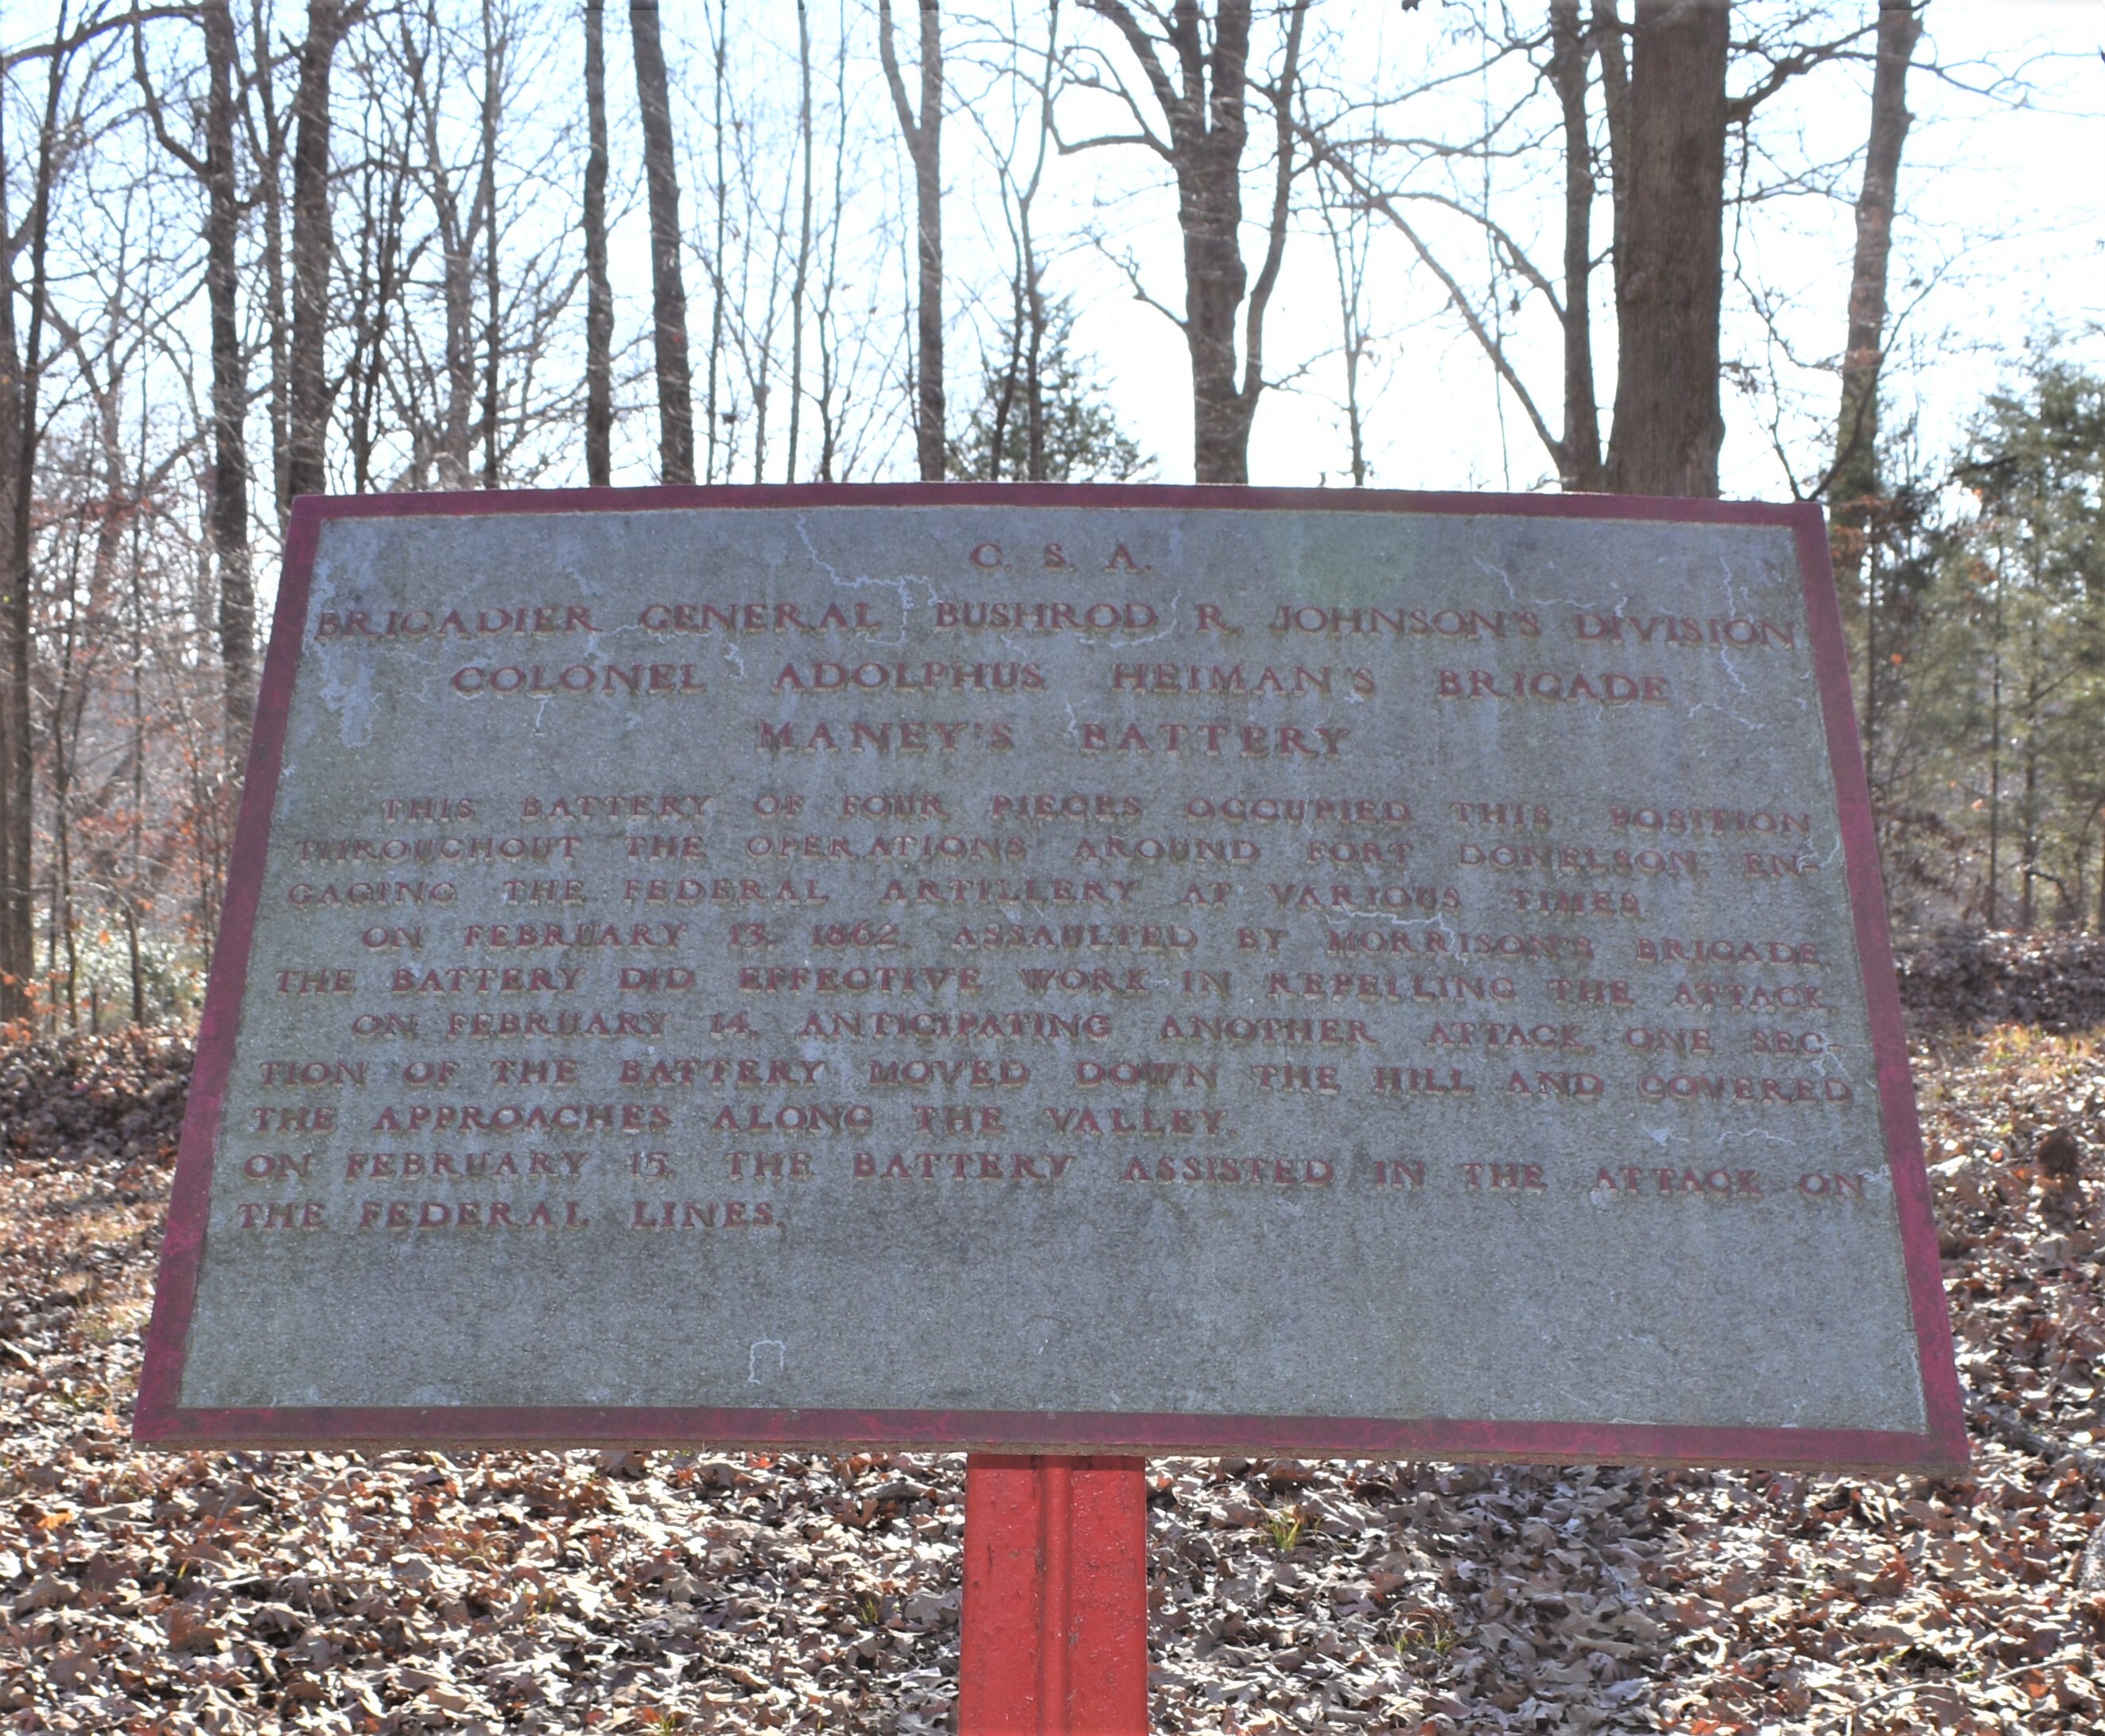 C. S. A.
BRIGADIER GENERAL BUSHROD R. JOHNSON'S DIVISION
COLONEL ADOLPHUS HEIMAN'S BRIGADE
MANEY'S BATTERY
THIS BATTERY OF FOUR PIECES OCCUPIED THIS POSITION
THROUGHOUT THE OPERATIONS AROUND FORT DONELSON, EN-
GAGING THE FEDERAL ARTILLERY AT VARIOUS TIMES.
ON FEBRUARY 13, 1862, ASSAULTED BY MORRISON'S BRIGADE,
THE BATTERY DID EFFECTIVE WORK IN REPELLING THE ATTACK.
ON FEBRUARY 14, ANTICIPATING ANOTHER ATTACK, ONE SEC-
TION OF THE BATTERY MOVED DOWN THE HILL AND COVERED
THE APPROACHES ALONG THE VALLEY.
ON FEBRUARY 15, THE BATTERY ASSISTED IN THE ATTACK ON
THE FEDERAL LINES.